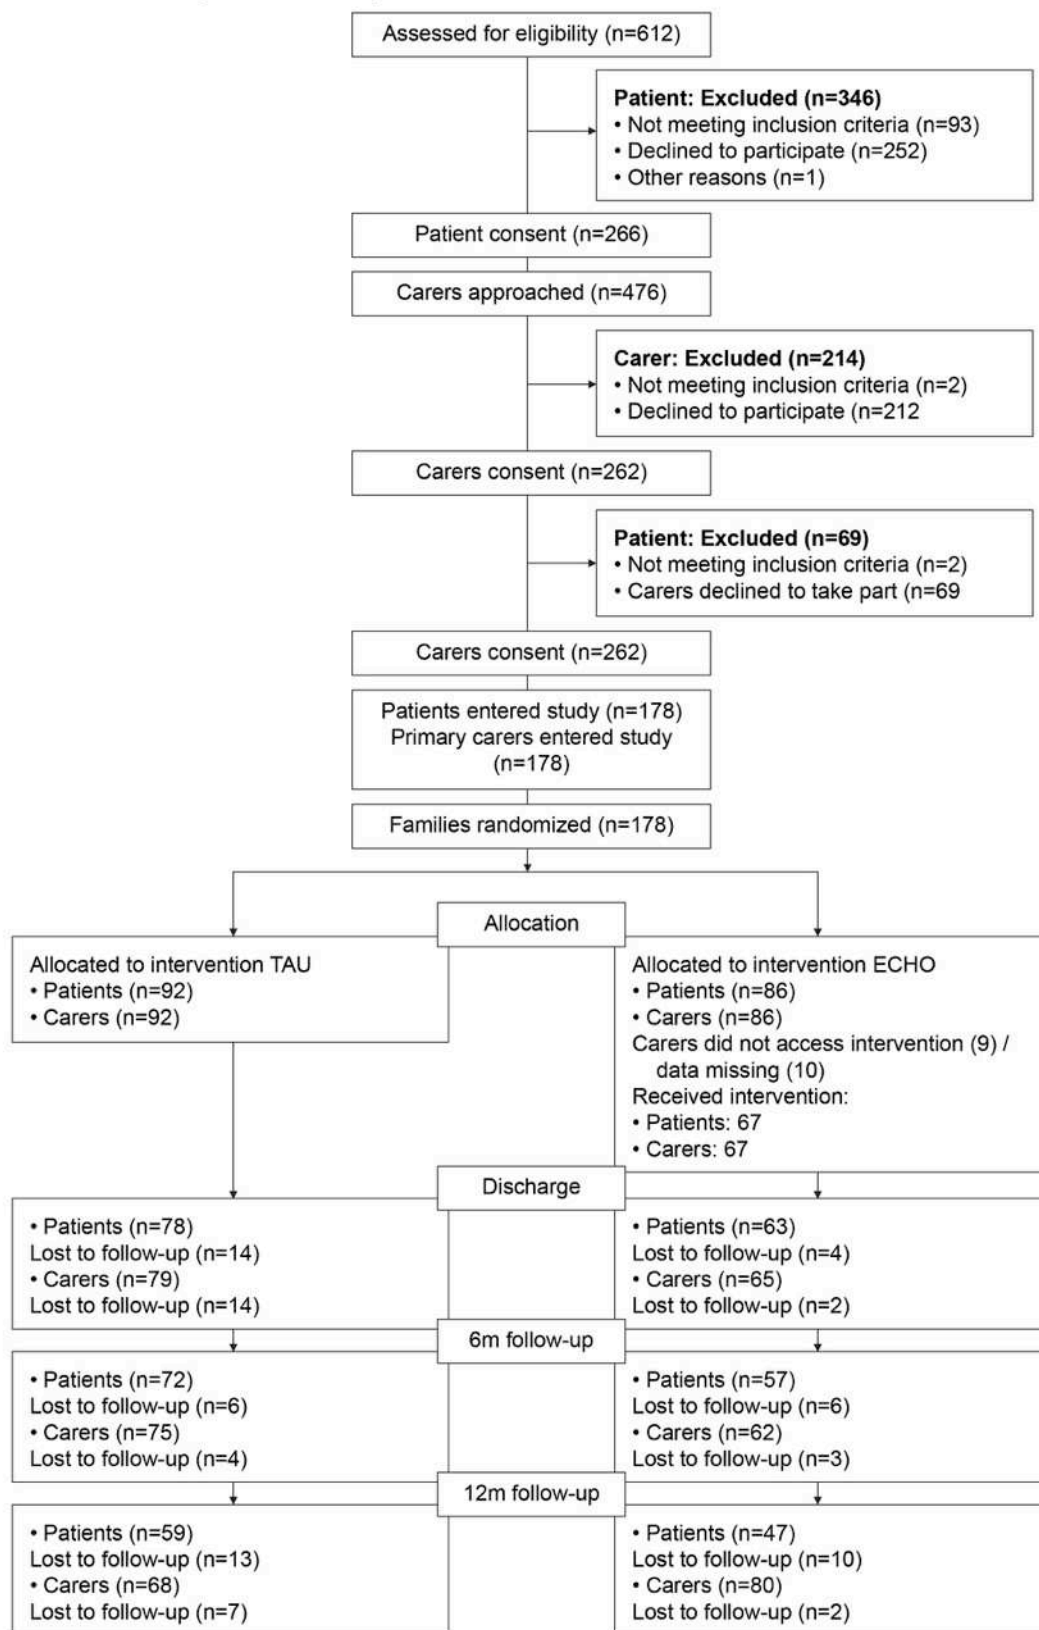 Assessed for eligibility (n=612)
Patient: Excluded (n=346)
• Not meeting inclusion criteria (n=93)
• Declined to participate (n=252)
• Other reasons (n=1)
Patient consent (n=266)
Carers approached (n=476)
Carer: Excluded (n=214)
• Not meeting inclusion criteria (n=2)
• Declined to participate (n=212
Carers consent (n=262)
Patient: Excluded (n=69)
• Not meeting inclusion criteria (n=2)
• Carers declined to take part (n=69
Carers consent (n=262)
Patients entered study (n=178)
Primary carers entered study
(n=178)
Families randomized (n=178)
Allocation
Allocated to intervention TAU
• Patients (n=92)
• Carers (n=92)
Allocated to intervention ECHO
• Patients (n=86)
• Carers (n=86)
Carers did not access intervention (9) /
data missing (10)
Received intervention:
• Patients: 67
• Carers: 67
Discharge
• Patients (n=78)
Lost to follow-up (n=14)
• Carers (n=79)
Lost to follow-up (n=14)
• Patients (n=63)
Lost to follow-up (n=4)
• Carers (n=65)
Lost to follow-up (n=2)
6m follow-up
• Patients (n=72)
Lost to follow-up (n=6)
• Carers (n=75)
Lost to follow-up (n=4)
• Patients (n=57)
Lost to follow-up (n=6)
• Carers (n=62)
Lost to follow-up (n=3)
12m follow-up
• Patients (n=59)
Lost to follow-up (n=13)
• Carers (n=68)
Lost to follow-up (n=7)
• Patients (n=47)
Lost to follow-up (n=10)
• Carers (n=80)
Lost to follow-up (n=2)